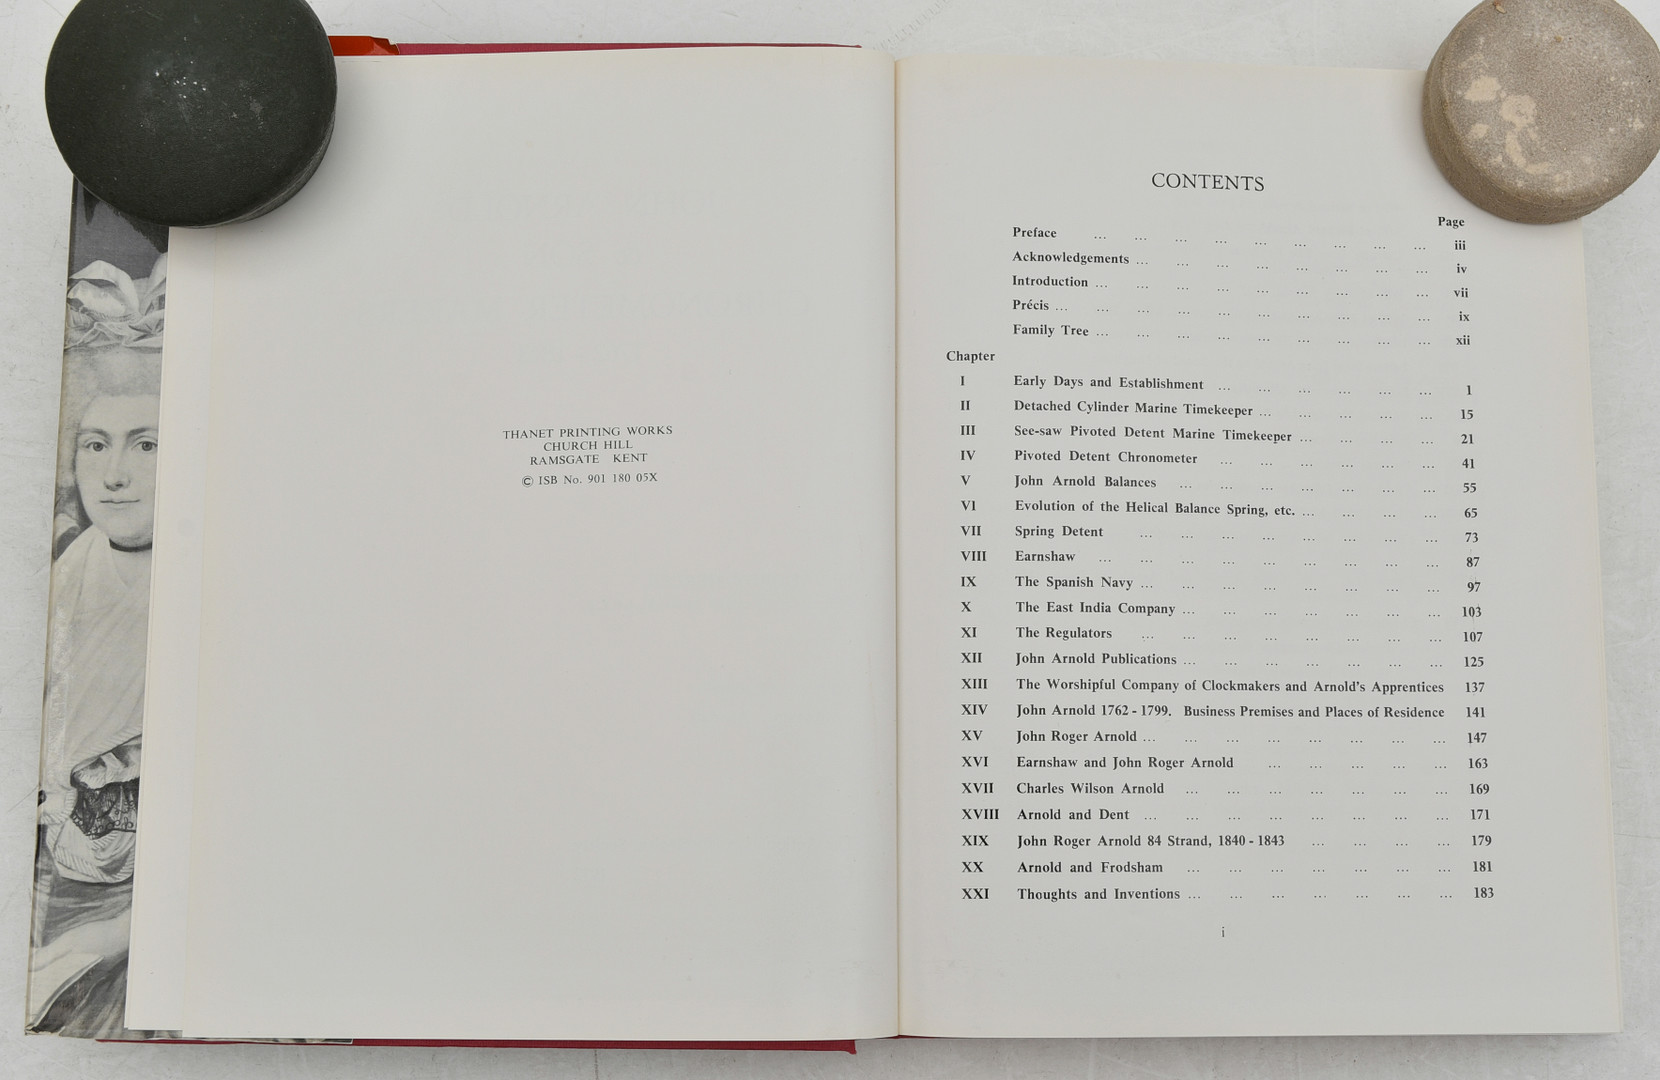 THANET PRINTING WORKS
CHURCH HILL
RAMSGATE KENT
© ISB No. 901 180 05X
CONTENTS
Page
Preface ... ... ... ... ... ... ... ... ... iii
Acknowledgements ... ... ... ... ... ... ... ... iv
Introduction ... ... ... ... ... ... ... ... ... vii
Précis ... ... ... ... ... ... ... ... ... ... ix
Family Tree ... ... ... ... ... ... ... ... ... xii
Chapter
I Early Days and Establishment ... ... ... ... ... ... 1
II Detached Cylinder Marine Timekeeper ... ... ... ... ... 15
III See-saw Pivoted Detent Marine Timekeeper ... ... ... ... 21
IV Pivoted Detent Chronometer ... ... ... ... ... ... 41
V John Arnold Balances ... ... ... ... ... ... ... 55
VI Evolution of the Helical Balance Spring, etc. ... ... ... ... 65
VII Spring Detent ... ... ... ... ... ... ... ... 73
VIII Earnshaw ... ... ... ... ... ... ... ... ... 87
IX The Spanish Navy ... ... ... ... ... ... ... ... 97
X The East India Company ... ... ... ... ... ... ... 103
XI The Regulators ... ... ... ... ... ... ... ... 107
XII John Arnold Publications ... ... ... ... ... ... ... 125
XIII The Worshipful Company of Clockmakers and Arnold's Apprentices 137
XIV John Arnold 1762 - 1799. Business Premises and Places of Residence 141
XV John Roger Arnold ... ... ... ... ... ... ... ... 147
XVI Earnshaw and John Roger Arnold ... ... ... ... ... 163
XVII Charles Wilson Arnold ... ... ... ... ... ... ... 169
XVIII Arnold and Dent ... ... ... ... ... ... ... ... 171
XIX John Roger Arnold 84 Strand, 1840 - 1843 ... ... ... ... 179
XX Arnold and Frodsham ... ... ... ... ... ... ... 181
XXI Thoughts and Inventions ... ... ... ... ... ... ... 183
i